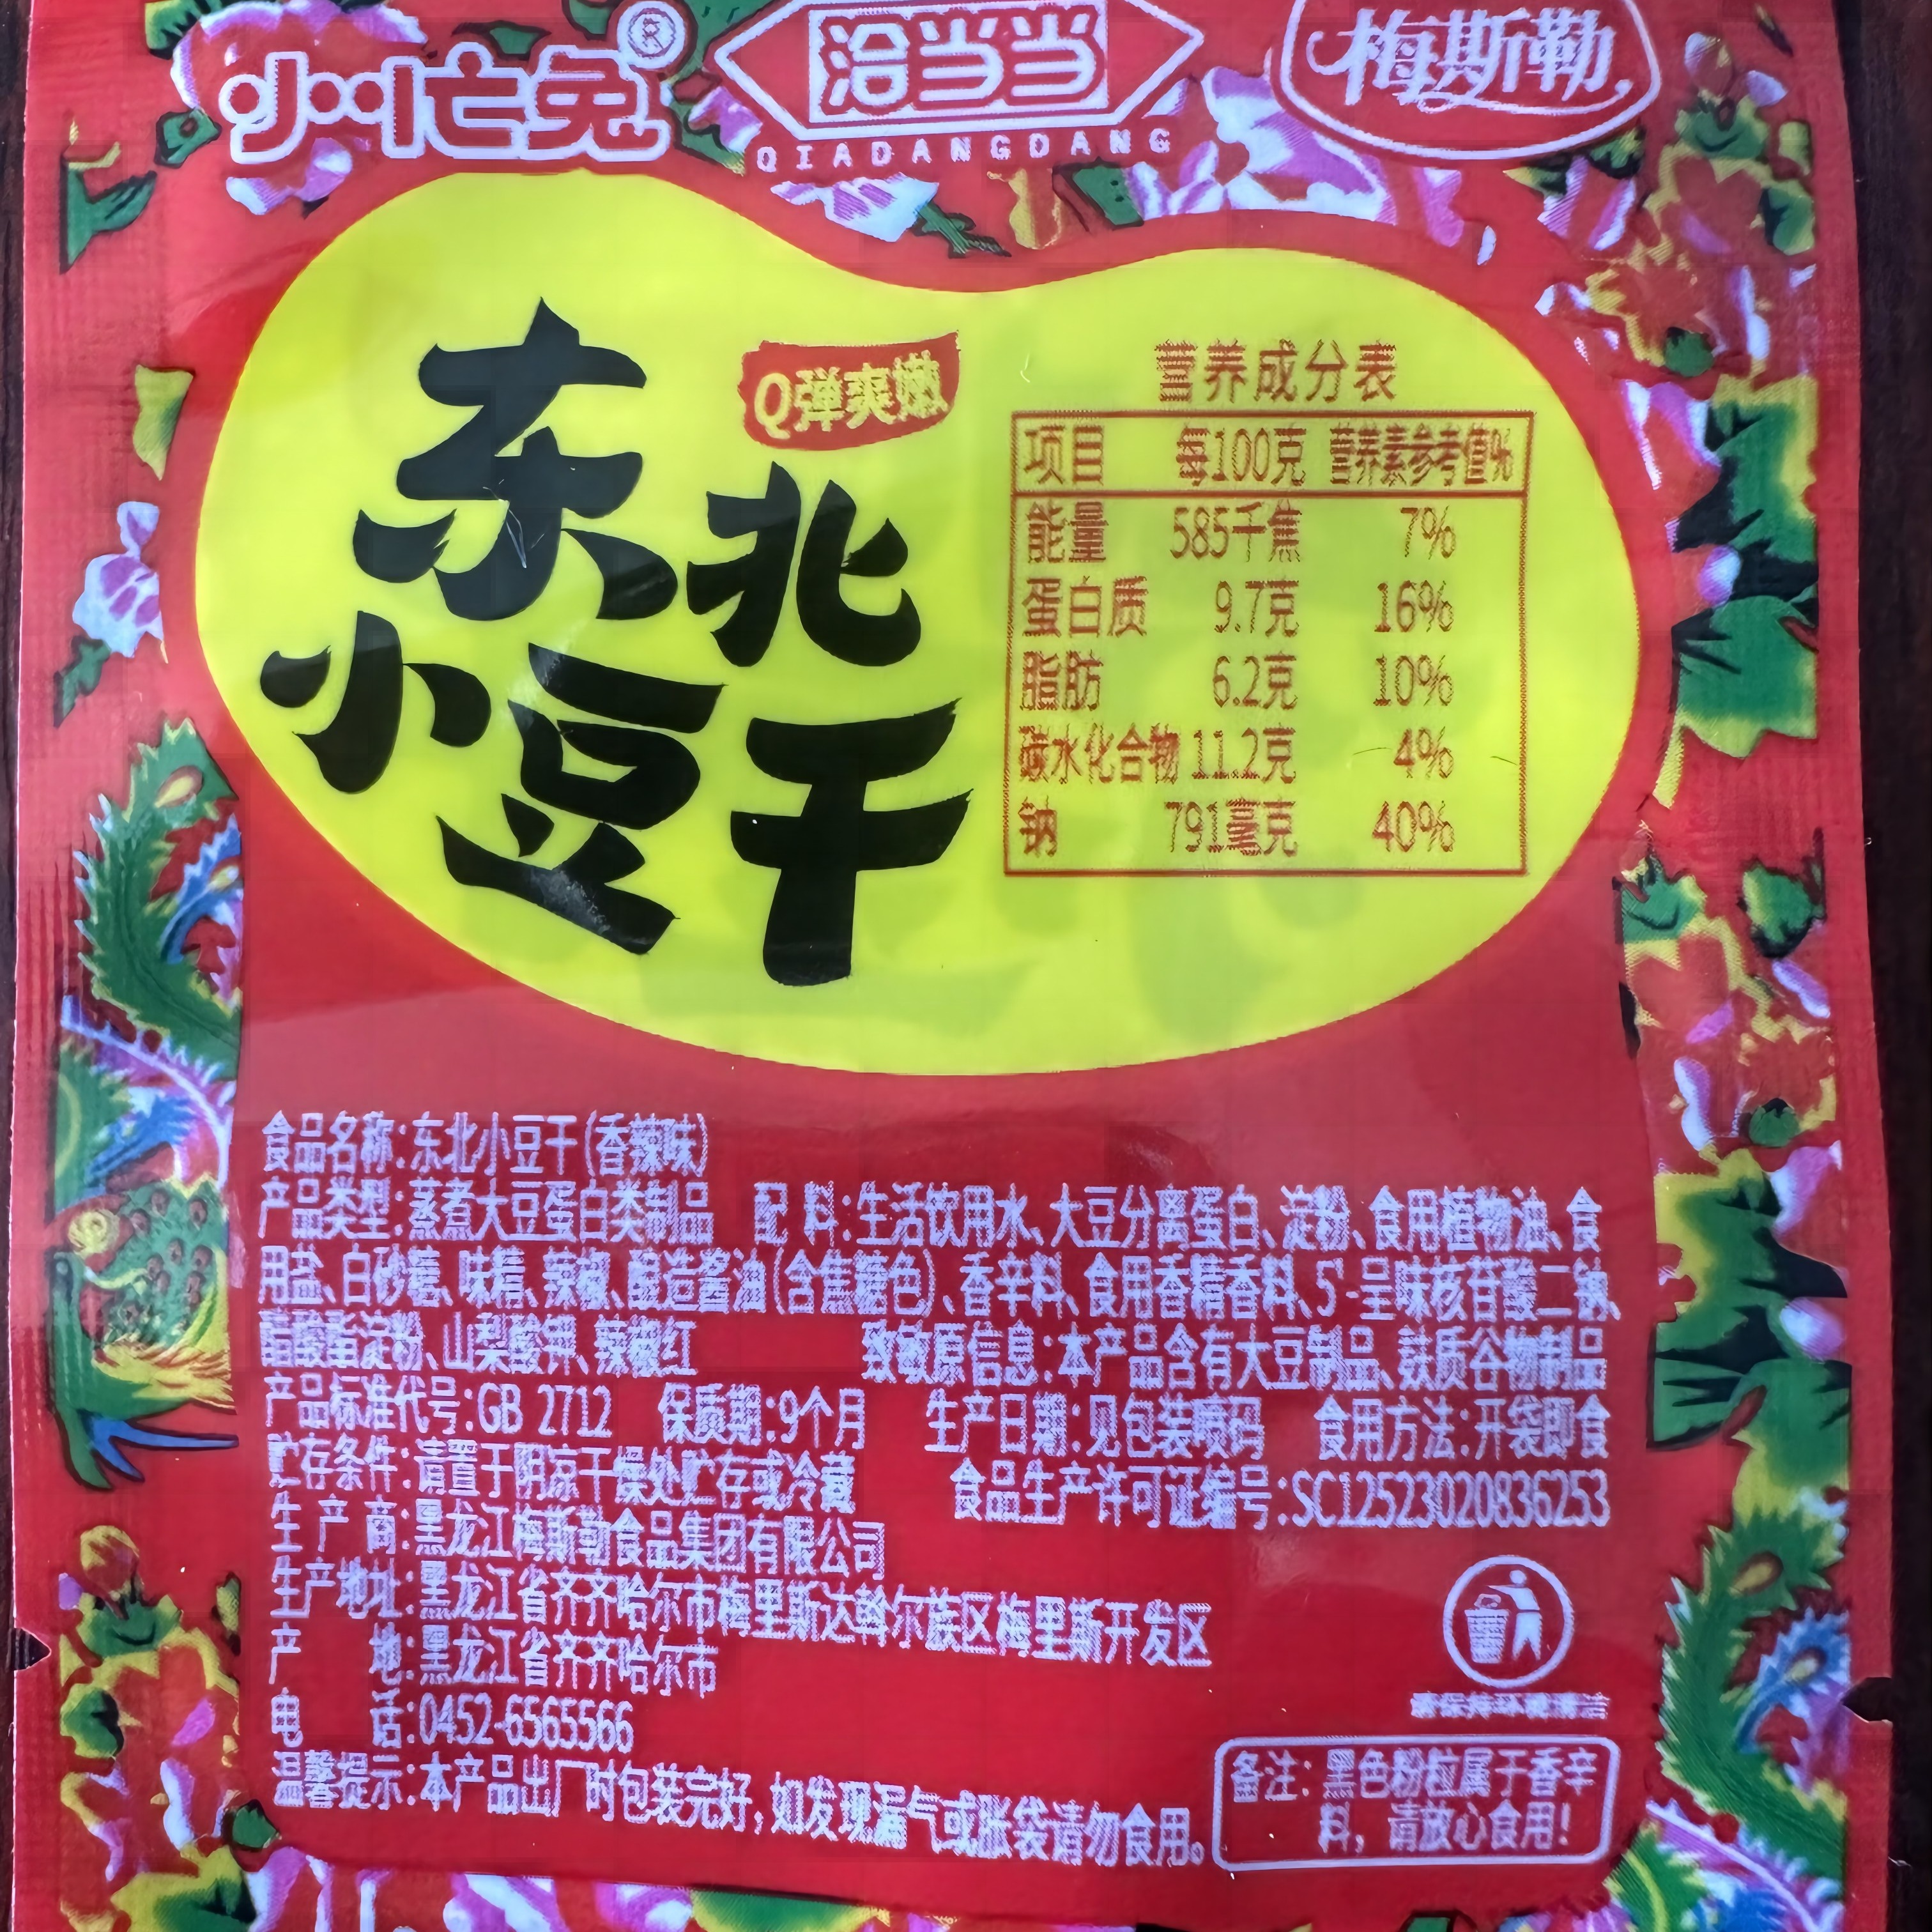 小忙兔®
洽当当
QIADANGDANG
梅斯勒
Q弹爽嫩
东北
小豆干
营养成分表
项目 每100克 营养素参考值%
能量 585千焦 7%
蛋白质 9.7克 16%
脂肪 6.2克 10%
碳水化合物 11.2克 4%
钠 791毫克 40%
食品名称:东北小豆干(香辣味)
产品类型:蒸煮大豆蛋白类制品 配料:生活饮用水、大豆分离蛋白、淀粉、食用植物油、食
用盐、白砂糖、味精、辣椒、酿造酱油(含焦糖色)、香辛料、食用香精香料、5'-呈味核苷酸二钠、
醋酸酯淀粉、山梨酸钾、辣椒红 致敏原信息:本产品含有大豆制品、麸质谷物制品
产品标准代号:GB 2712 保质期:9个月 生产日期:见包装喷码 食用方法:开袋即食
贮存条件:请置于阴凉干燥处贮存或冷藏 食品生产许可证编号:SC12523020836253
生产商:黑龙江梅斯勒食品集团有限公司
生产地址:黑龙江省齐齐哈尔市梅里斯达斡尔族区梅里斯开发区
产地:黑龙江省齐齐哈尔市
电话:0452-6565566
温馨提示:本产品出厂时包装完好,如发现漏气或胀袋请勿食用。
请保持环境清洁
备注:黑色粉粒属于香辛
料,请放心食用!